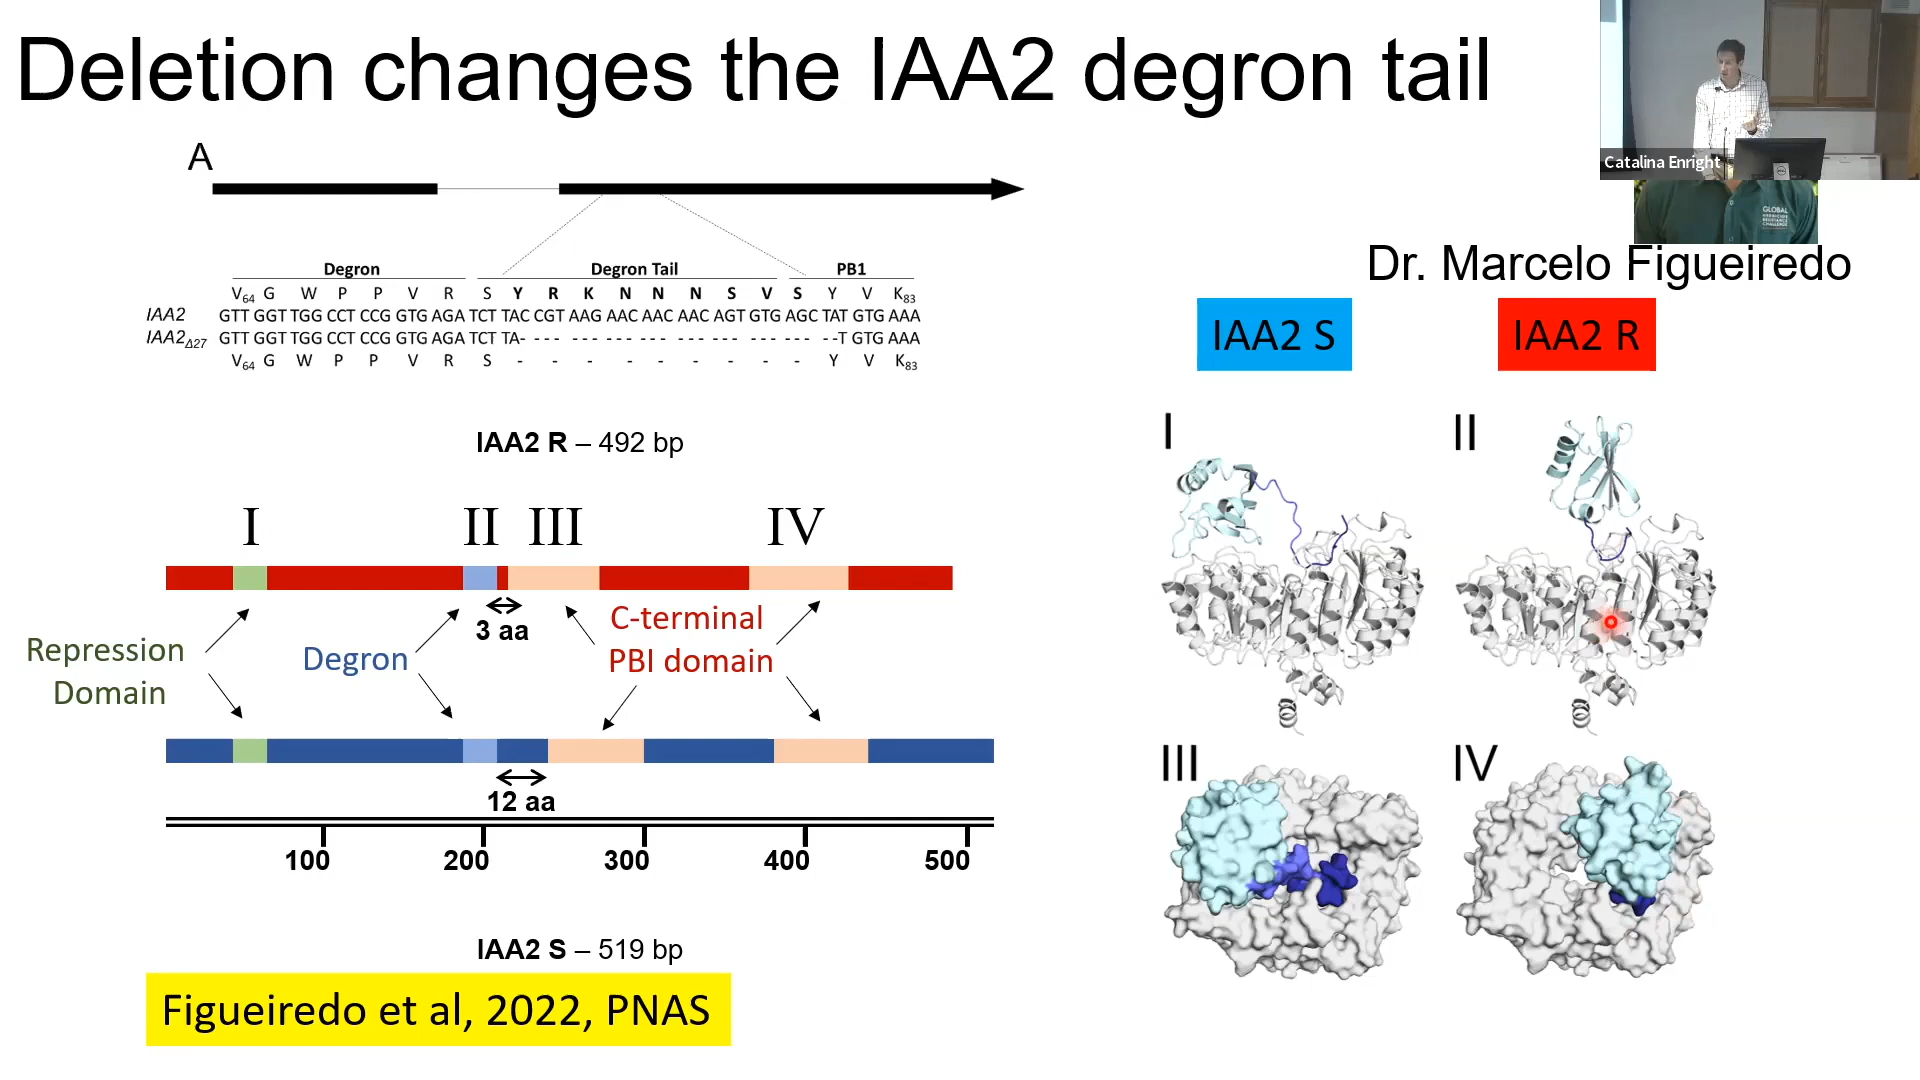 Deletion changes the IAA2 degron tail
Catalina Enright
GLOBAL
HERBICIDE
RESISTANCE
CHALLENGE
Dr. Marcelo Figueiredo
A
Degron Degron Tail PB1
V64 G W P P V R S Y R K N N N S V S Y V K83
IAA2 GTT GGT TGG CCT CCG GTG AGA TCT TAC CGT AAG AAC AAC AAC AGT GTG AGC TAT GTG AAA
IAA2Δ27 GTT GGT TGG CCT CCG GTG AGA TCT TA- --- --- --- --- --- --- --- --- --T GTG AAA
V64 G W P P V R S - - - - - - - - - Y V K83
IAA2 S
IAA2 R
IAA2 R – 492 bp
I II III IV
3 aa
Repression
Domain
Degron
C-terminal
PBI domain
12 aa
100 200 300 400 500
IAA2 S – 519 bp
Figueiredo et al, 2022, PNAS
I II
III IV